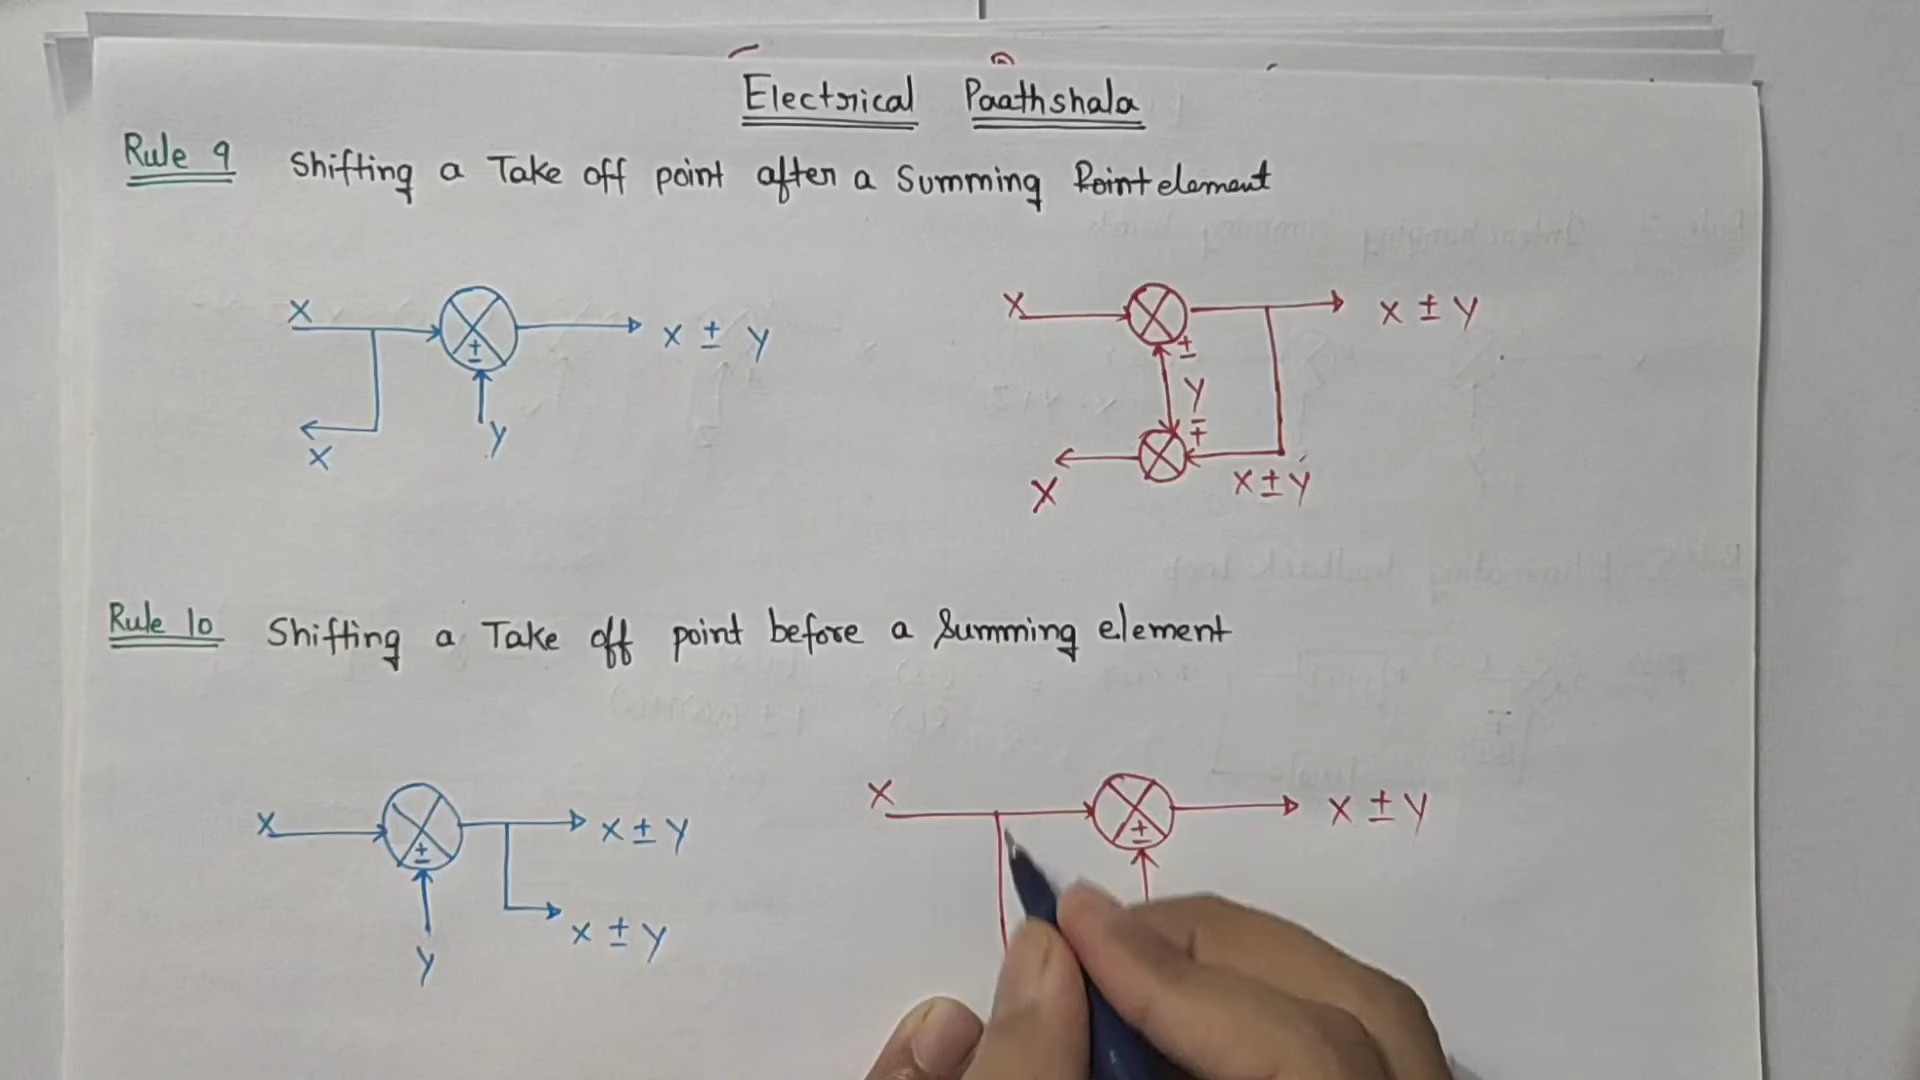 Electrical Paathshala
Rule 9 Shifting a Take off point after a Summing Point element
X X ± Y
±
Y
X
X X ± Y
±
Y
∓
X ± Y
X
Rule 10 Shifting a Take off point before a Summing element
X X ± Y
±
X ± Y
Y
X X ± Y
±